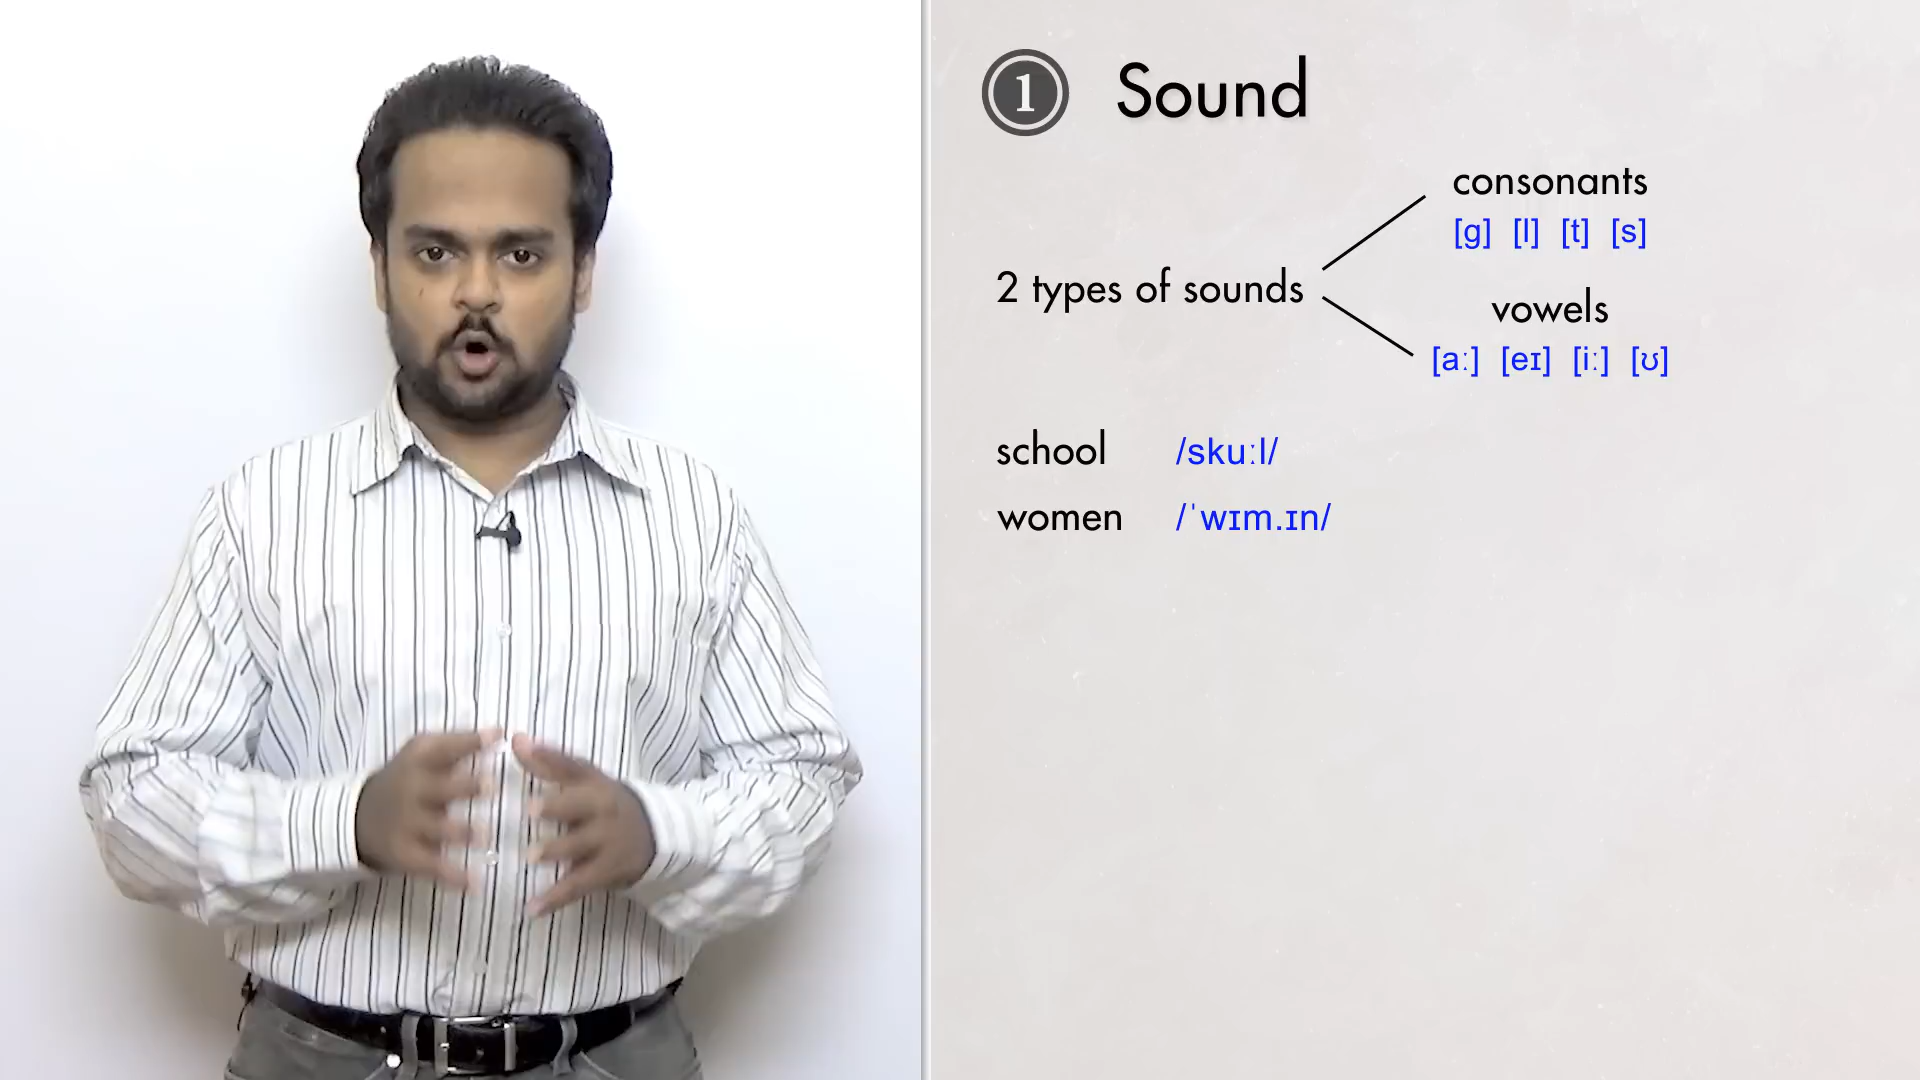 1 Sound
consonants
[g] [l] [t] [s]
2 types of sounds
vowels
[aː] [eɪ] [iː] [ʊ]
school /skuːl/
women /ˈwɪm.ɪn/